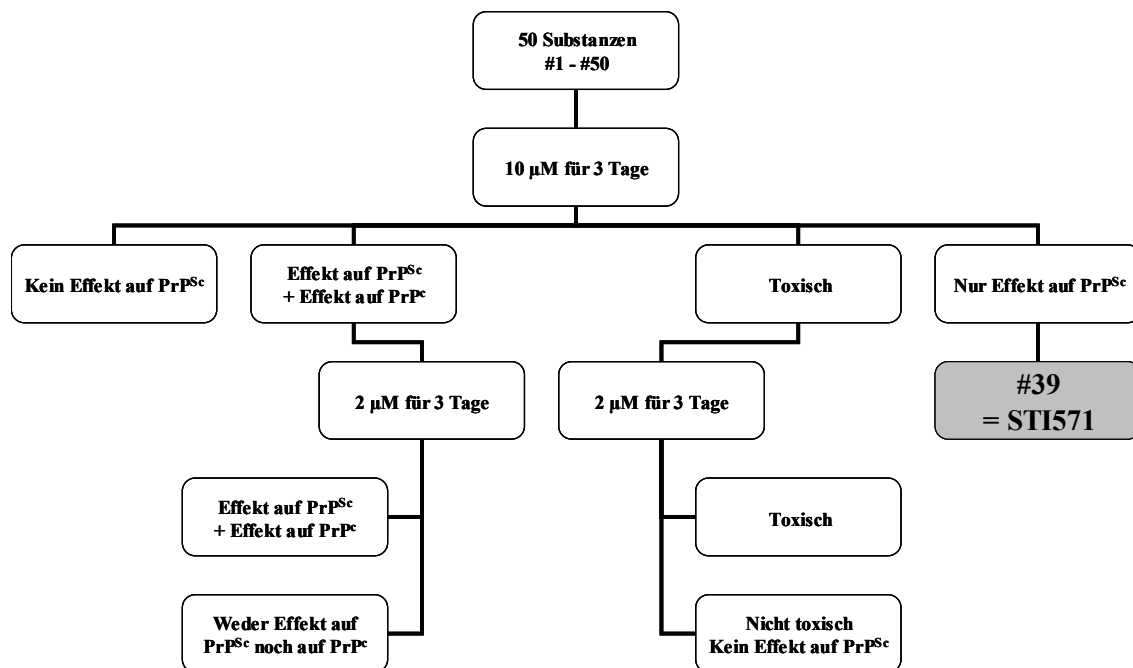 50 Substanzen
#1 - #50
10 µM für 3 Tage
Kein Effekt auf PrPSc
Effekt auf PrPSc
+ Effekt auf PrPc
Toxisch
Nur Effekt auf PrPSc
2 µM für 3 Tage
2 µM für 3 Tage
#39
= STI571
Effekt auf PrPSc
+ Effekt auf PrPc
Toxisch
Weder Effekt auf
PrPSc noch auf PrPc
Nicht toxisch
Kein Effekt auf PrPSc